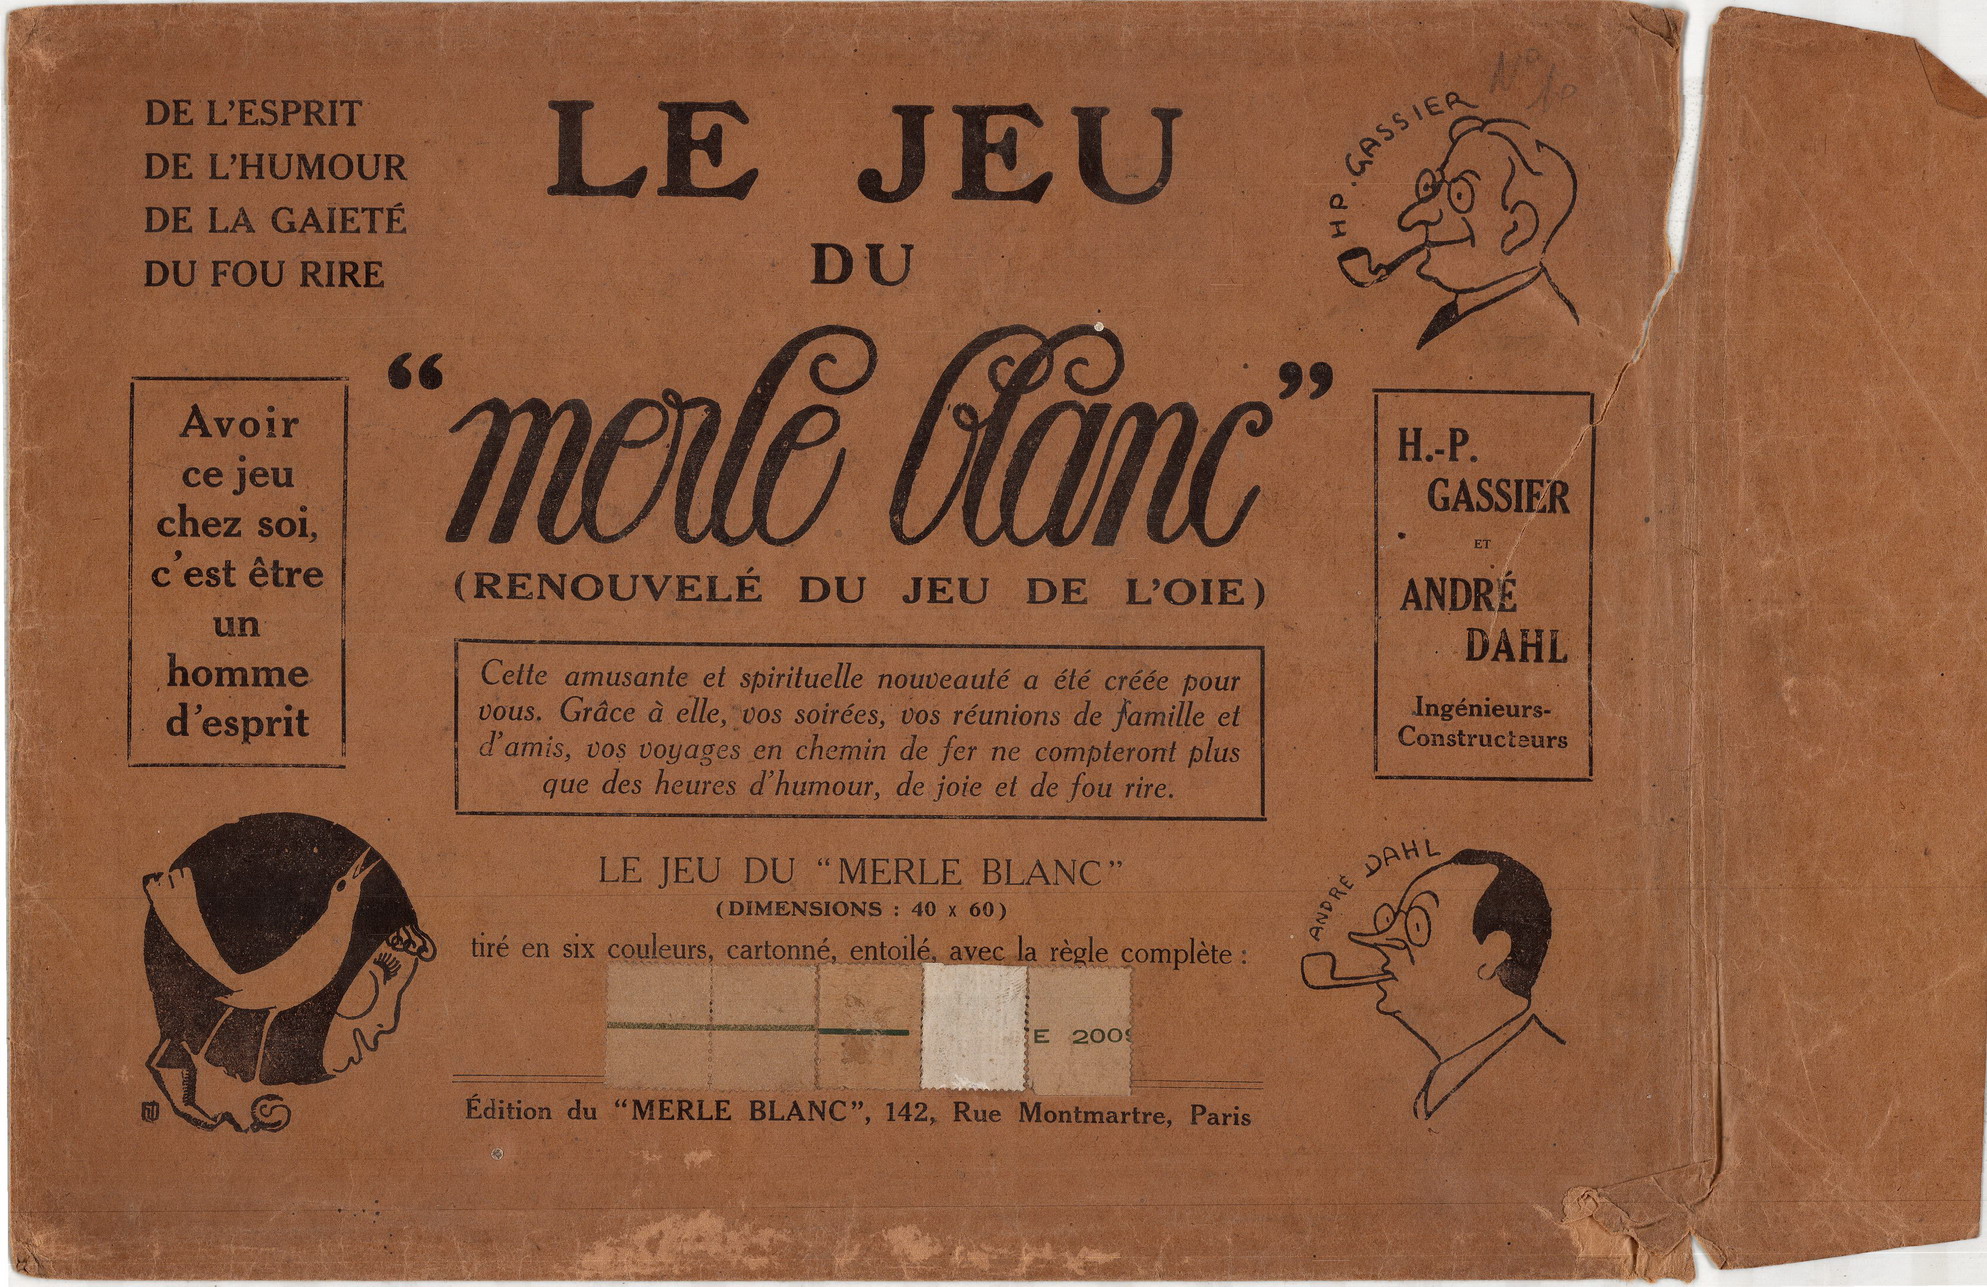 DE L'ESPRIT
DE L'HUMOUR
DE LA GAIETÉ
DU FOU RIRE
LE JEU
DU
“merle blanc”
(RENOUVELÉ DU JEU DE L'OIE)
Avoir
ce jeu
chez soi,
c'est être
un
homme
d'esprit
Cette amusante et spirituelle nouveauté a été créée pour
vous. Grâce à elle, vos soirées, vos réunions de famille et
d'amis, vos voyages en chemin de fer ne compteront plus
que des heures d'humour, de joie et de fou rire.
LE JEU DU “MERLE BLANC”
(DIMENSIONS : 40 x 60)
tiré en six couleurs, cartonné, entoilé, avec la règle complète :
E 2009
Édition du “MERLE BLANC”, 142, Rue Montmartre, Paris
N° 10
HP. GASSIER
H.-P.
GASSIER
ET
ANDRÉ
DAHL
Ingénieurs-
Constructeurs
ANDRÉ DAHL